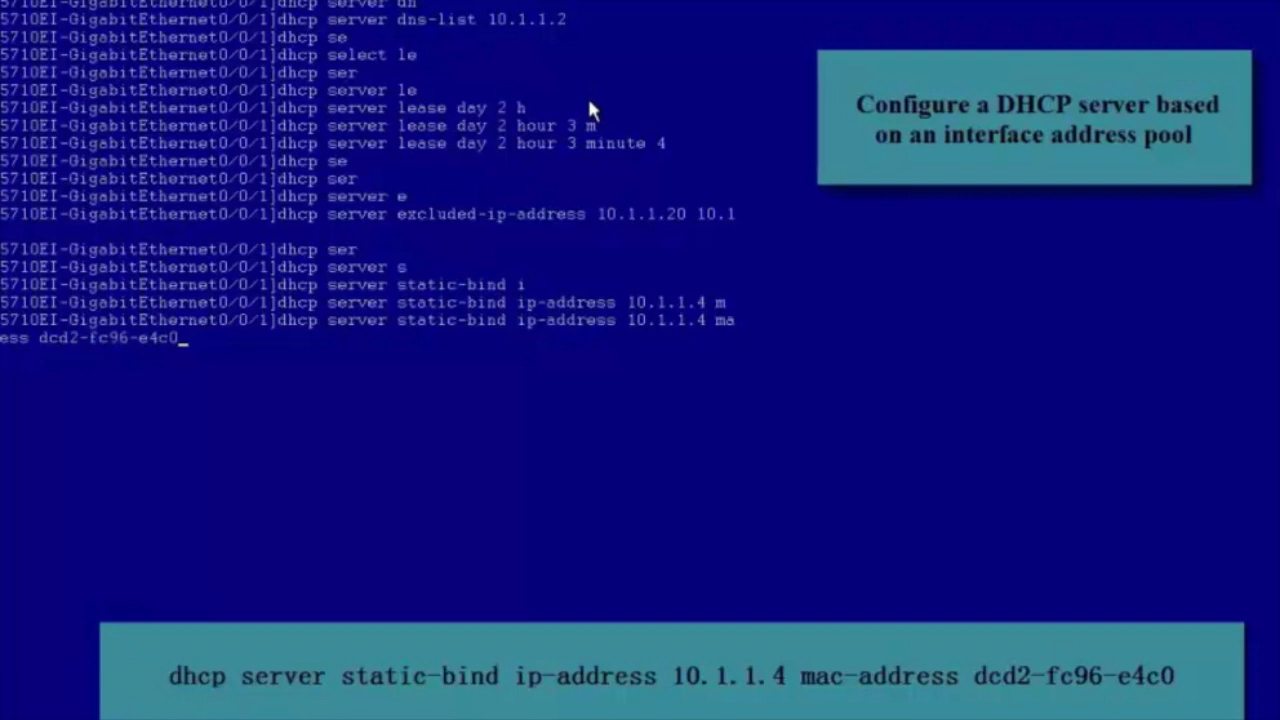 5710EI-GigabitEthernet0/0/1]dhcp server dn
5710EI-GigabitEthernet0/0/1]dhcp server dns-list 10.1.1.2
5710EI-GigabitEthernet0/0/1]dhcp se
5710EI-GigabitEthernet0/0/1]dhcp select le
5710EI-GigabitEthernet0/0/1]dhcp ser
5710EI-GigabitEthernet0/0/1]dhcp server le
5710EI-GigabitEthernet0/0/1]dhcp server lease day 2 h
5710EI-GigabitEthernet0/0/1]dhcp server lease day 2 hour 3 m
5710EI-GigabitEthernet0/0/1]dhcp server lease day 2 hour 3 minute 4
5710EI-GigabitEthernet0/0/1]dhcp se
5710EI-GigabitEthernet0/0/1]dhcp ser
5710EI-GigabitEthernet0/0/1]dhcp server e
5710EI-GigabitEthernet0/0/1]dhcp server excluded-ip-address 10.1.1.20 10.1
5710EI-GigabitEthernet0/0/1]dhcp ser
5710EI-GigabitEthernet0/0/1]dhcp server s
5710EI-GigabitEthernet0/0/1]dhcp server static-bind i
5710EI-GigabitEthernet0/0/1]dhcp server static-bind ip-address 10.1.1.4 m
5710EI-GigabitEthernet0/0/1]dhcp server static-bind ip-address 10.1.1.4 ma
ess dcd2-fc96-e4c0_
Configure a DHCP server based
on an interface address pool
dhcp server static-bind ip-address 10.1.1.4 mac-address dcd2-fc96-e4c0